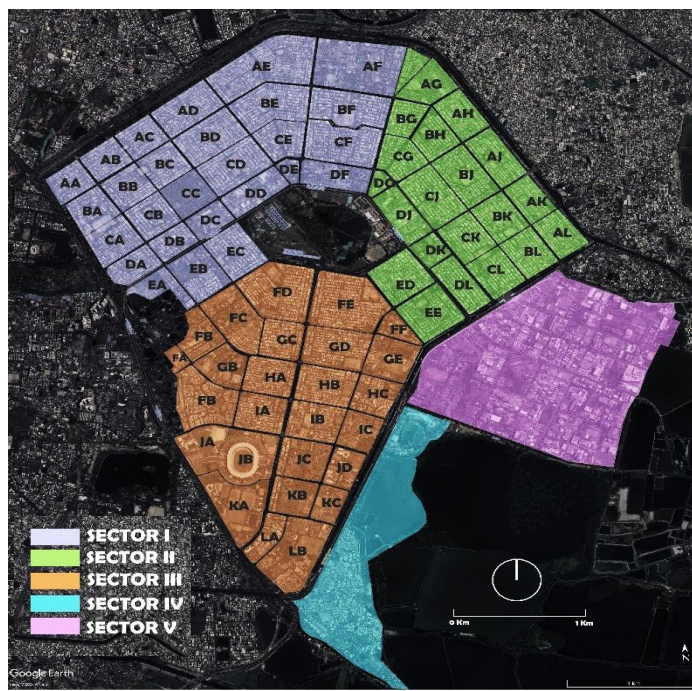 AE
AF
AG
AD
BE
BF
BG
AH
AC
BD
BH
AB
BC
CD
CE
CF
CG
AJ
AA
BB
CC
DE
DF
BJ
BA
CB
DC
DD
CJ
AK
CA
DB
DJ
BK
AL
DA
EB
EC
DK
CK
BL
EA
ED
DL
CL
FD
FE
EE
FC
FF
FB
GC
GD
GE
FA
GB
HA
HB
HC
FB
IA
IB
IC
JA
JB
JC
JD
KA
KB
KC
LA
LB
SECTOR I
SECTOR II
SECTOR III
SECTOR IV
SECTOR V
0 Km
1 Km
N
Google Earth
1 km